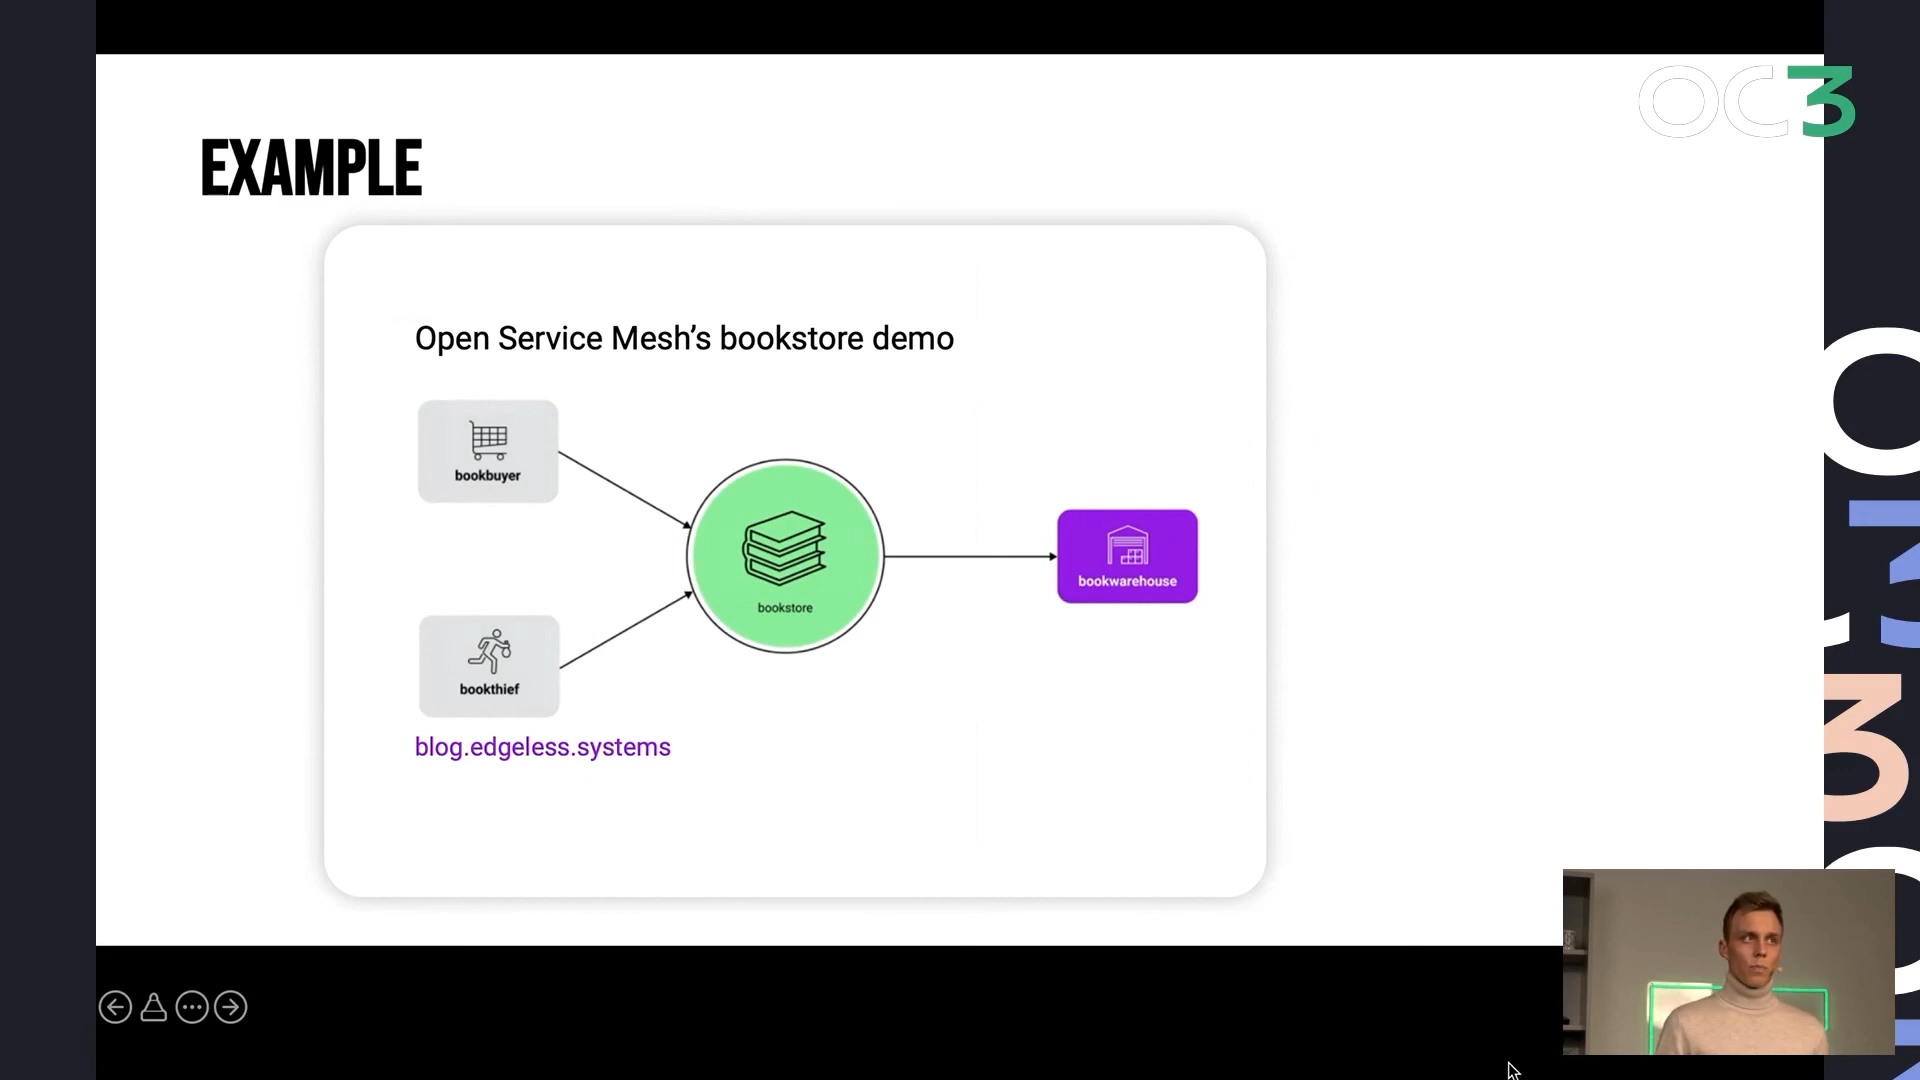 OC3
EXAMPLE
Open Service Mesh’s bookstore demo
bookbuyer
bookstore
bookwarehouse
bookthief
blog.edgeless.systems